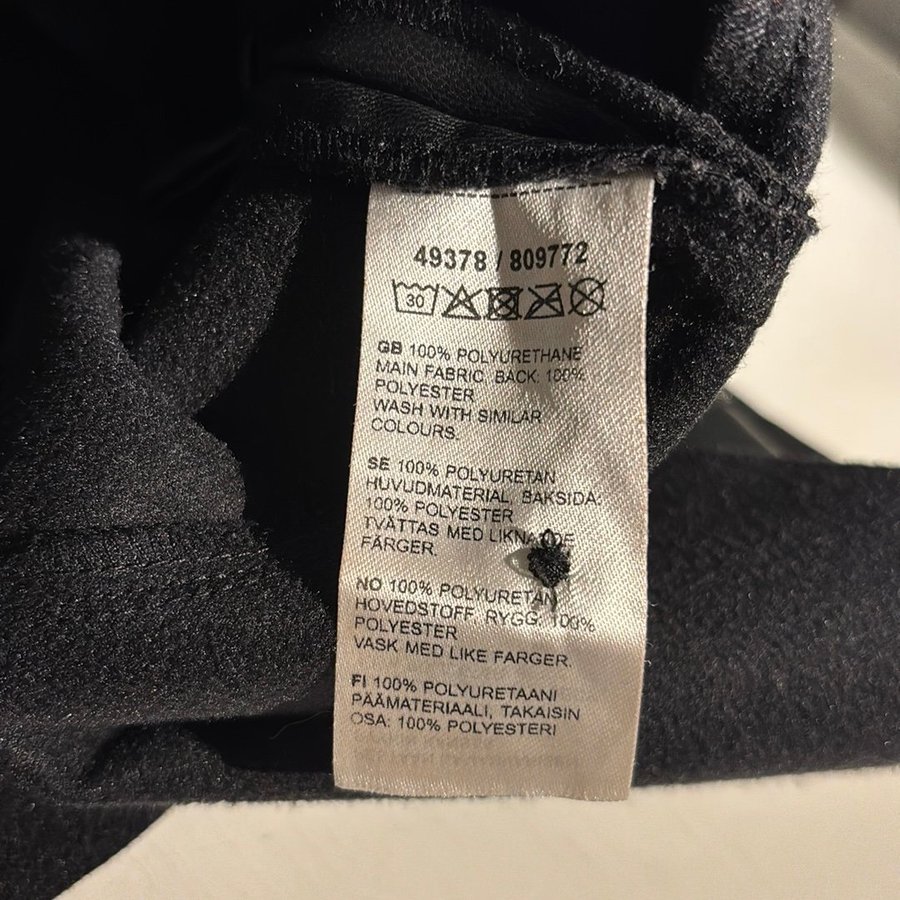 49378 / 809772
30
GB 100% POLYURETHANE
MAIN FABRIC, BACK: 100%
POLYESTER
WASH WITH SIMILAR
COLOURS.
SE 100% POLYURETAN
HUVUDMATERIAL, BAKSIDA:
100% POLYESTER
TVÄTTAS MED
FÄRGER.
NO 100% POLYURETAN
HOVEDSTOFF, RYGG: 100%
POLYESTER
VASK MED LIKE FARGER.
FI 100% POLYURETAANI
PÄÄMATERIAALI, TAKAISIN
OSA: 100% POLYESTERI